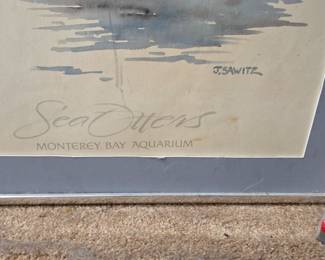 J. SAWITZ
Sea Otters
MONTEREY BAY AQUARIUM